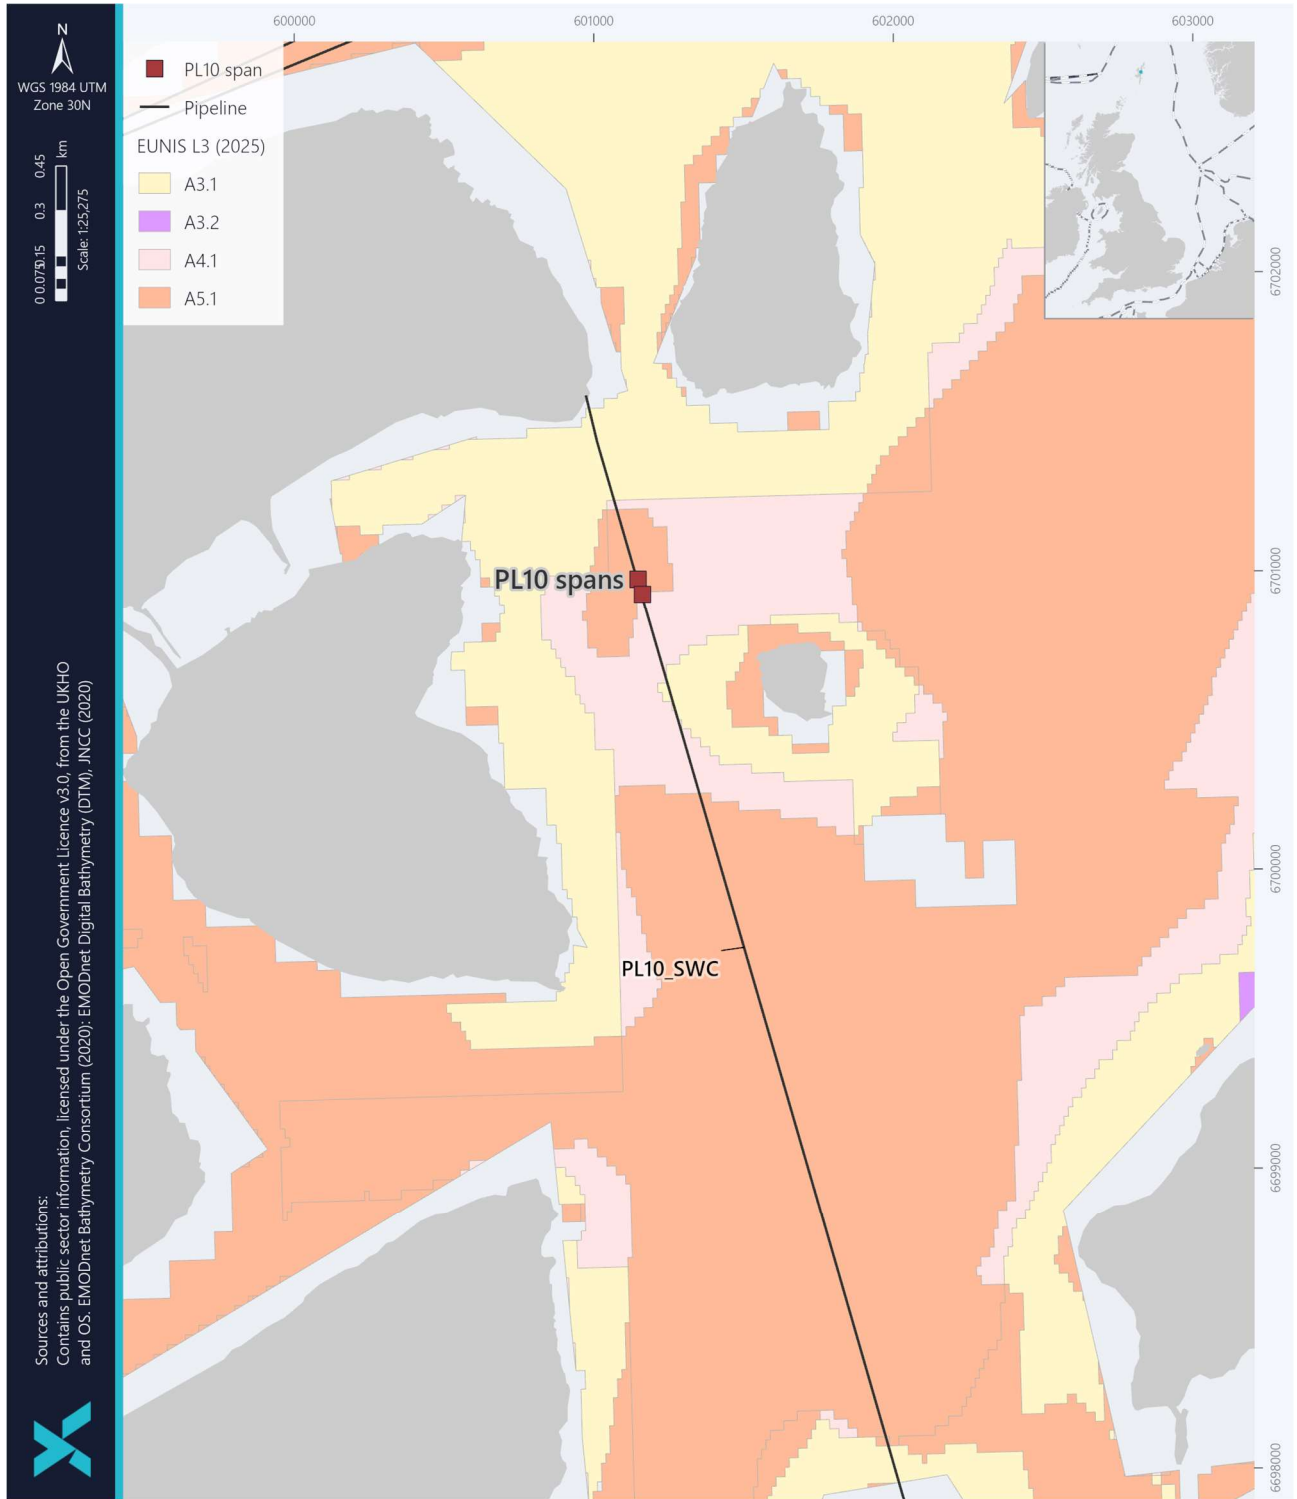 600000
601000
602000
603000
N
WGS 1984 UTM
Zone 30N
PL10 span
Pipeline
EUNIS L3 (2025)
A3.1
A3.2
A4.1
A5.1
0 0.075 0.15 0.3 0.45 km
Scale: 1:25,275
6702000
6701000
6700000
6699000
6698000
PL10 spans
PL10_SWC
Sources and attributions:
Contains public sector information, licensed under the Open Government Licence v3.0, from the UKHO
and OS. EMODnet Bathymetry Consortium (2020): EMODnet Digital Bathymetry (DTM), JNCC (2020)